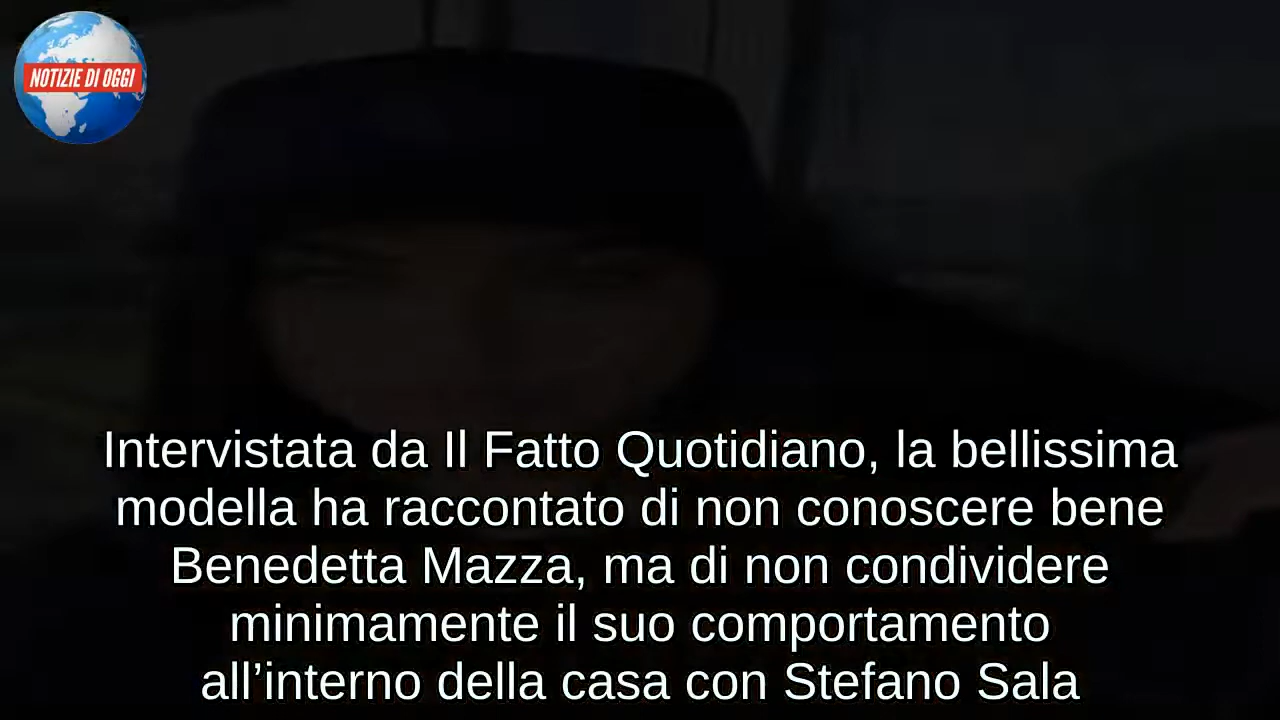 NOTIZIE DI OGGI
Intervistata da Il Fatto Quotidiano, la bellissima
modella ha raccontato di non conoscere bene
Benedetta Mazza, ma di non condividere
minimamente il suo comportamento
all’interno della casa con Stefano Sala